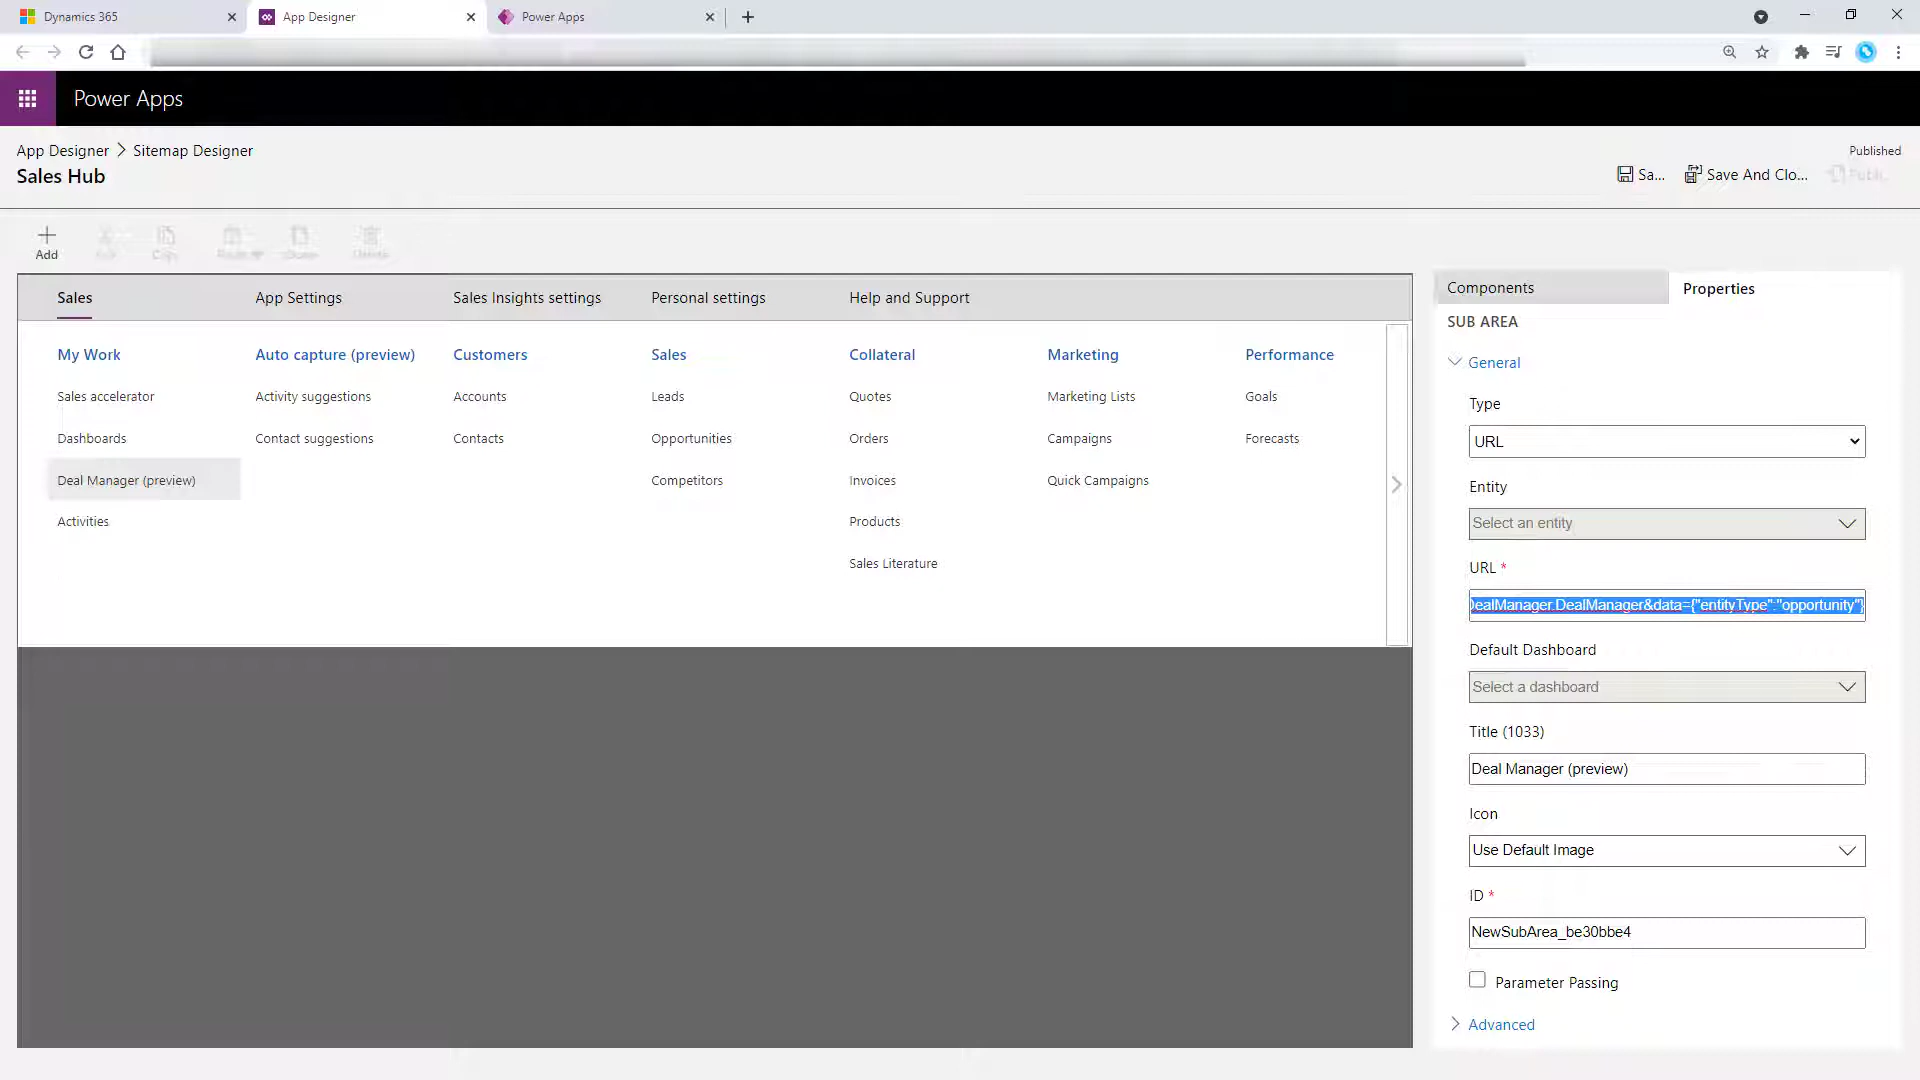 Dynamics 365
App Designer
Power Apps
Power Apps
App Designer > Sitemap Designer
Sales Hub
Published
Sa...
Save And Clo...
Publi...
Add
Copy
Paste
Delete
Sales
App Settings
Sales Insights settings
Personal settings
Help and Support
My Work
Sales accelerator
Dashboards
Deal Manager (preview)
Activities
Auto capture (preview)
Activity suggestions
Contact suggestions
Customers
Accounts
Contacts
Sales
Leads
Opportunities
Competitors
Collateral
Quotes
Orders
Invoices
Products
Sales Literature
Marketing
Marketing Lists
Campaigns
Quick Campaigns
Performance
Goals
Forecasts
Components
Properties
SUB AREA
General
Type
URL
Entity
Select an entity
URL *
DealManager.DealManager&data={"entityType":"opportunity"}
Default Dashboard
Select a dashboard
Title (1033)
Deal Manager (preview)
Icon
Use Default Image
ID *
NewSubArea_be30bbe4
Parameter Passing
Advanced